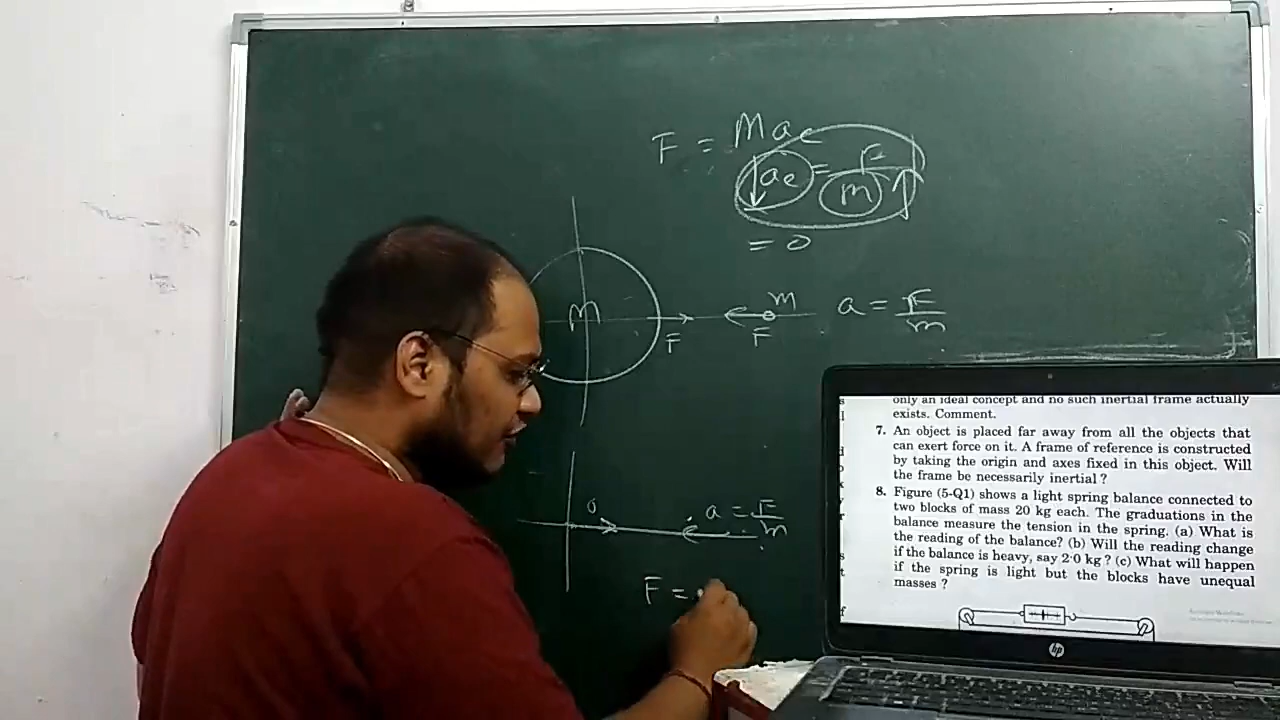 F = Mae
ae = F/m
= 0
m
F
m
F
a = F/m
0
a = F/m
F =
only an ideal concept and no such inertial frame actually
exists. Comment.
7. An object is placed far away from all the objects that
can exert force on it. A frame of reference is constructed
by taking the origin and axes fixed in this object. Will
the frame be necessarily inertial ?
8. Figure (5-Q1) shows a light spring balance connected to
two blocks of mass 20 kg each. The graduations in the
balance measure the tension in the spring. (a) What is
the reading of the balance? (b) Will the reading change
if the balance is heavy, say 2·0 kg ? (c) What will happen
if the spring is light but the blocks have unequal
masses ?
hp